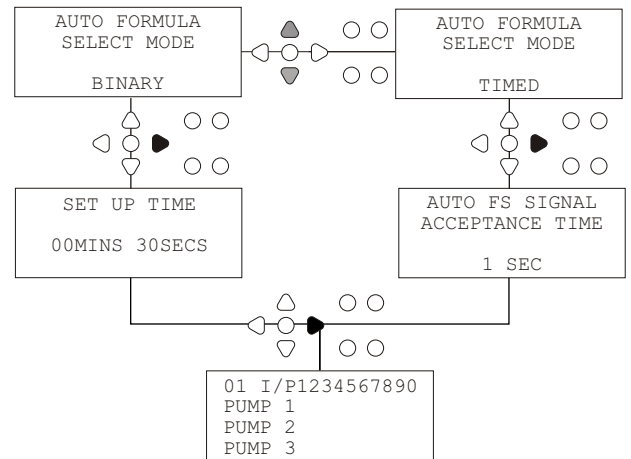 AUTO FORMULA
SELECT MODE
BINARY
AUTO FORMULA
SELECT MODE
TIMED
SET UP TIME
00MINS 30SECS
AUTO FS SIGNAL
ACCEPTANCE TIME
1 SEC
01 I/P1234567890
PUMP 1
PUMP 2
PUMP 3